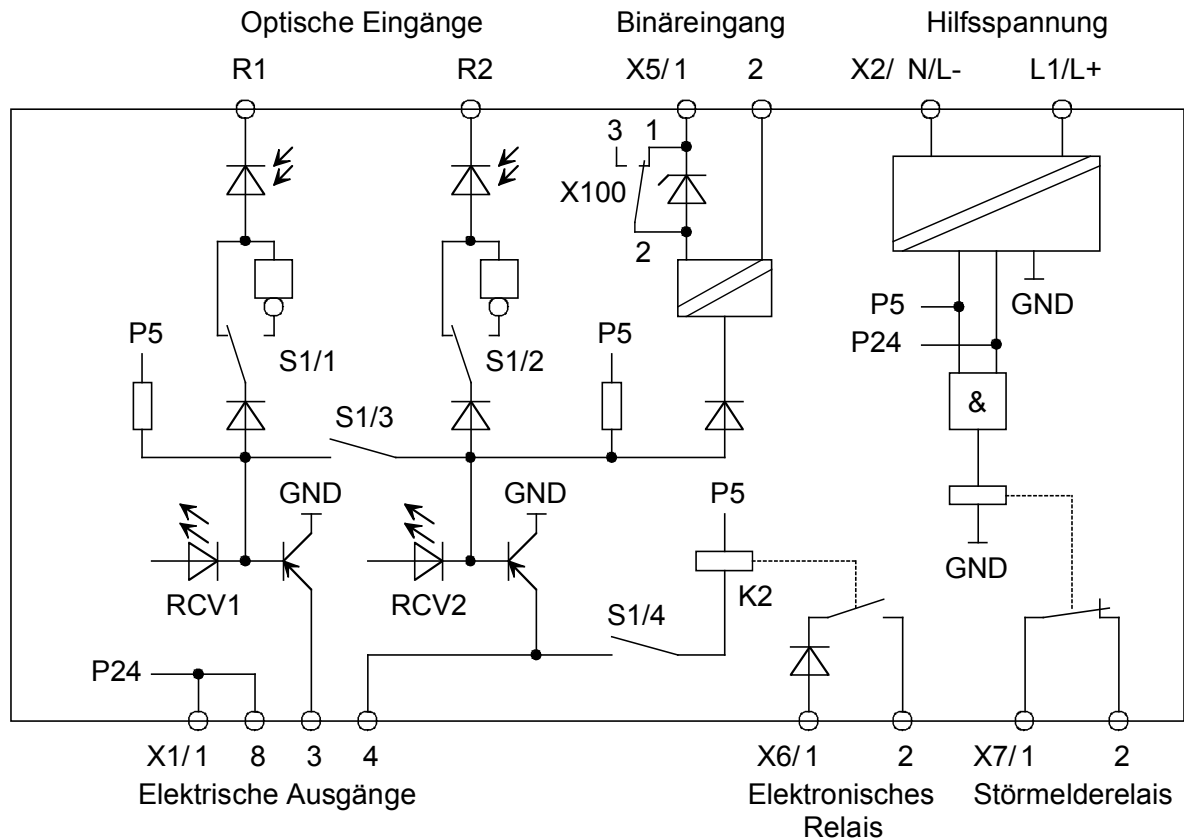 Optische Eingänge Binäreingang Hilfsspannung
R1 R2 X5/1 2 X2/ N/L- L1/L+
3 1
X100
2
P5 GND
P24
P5 S1/1 S1/2 P5
&
S1/3
GND GND P5
GND
RCV1 RCV2 K2
S1/4
P24
X1/1 8 3 4 X6/1 2 X7/1 2
Elektrische Ausgänge Elektronisches Störmelderelais
Relais